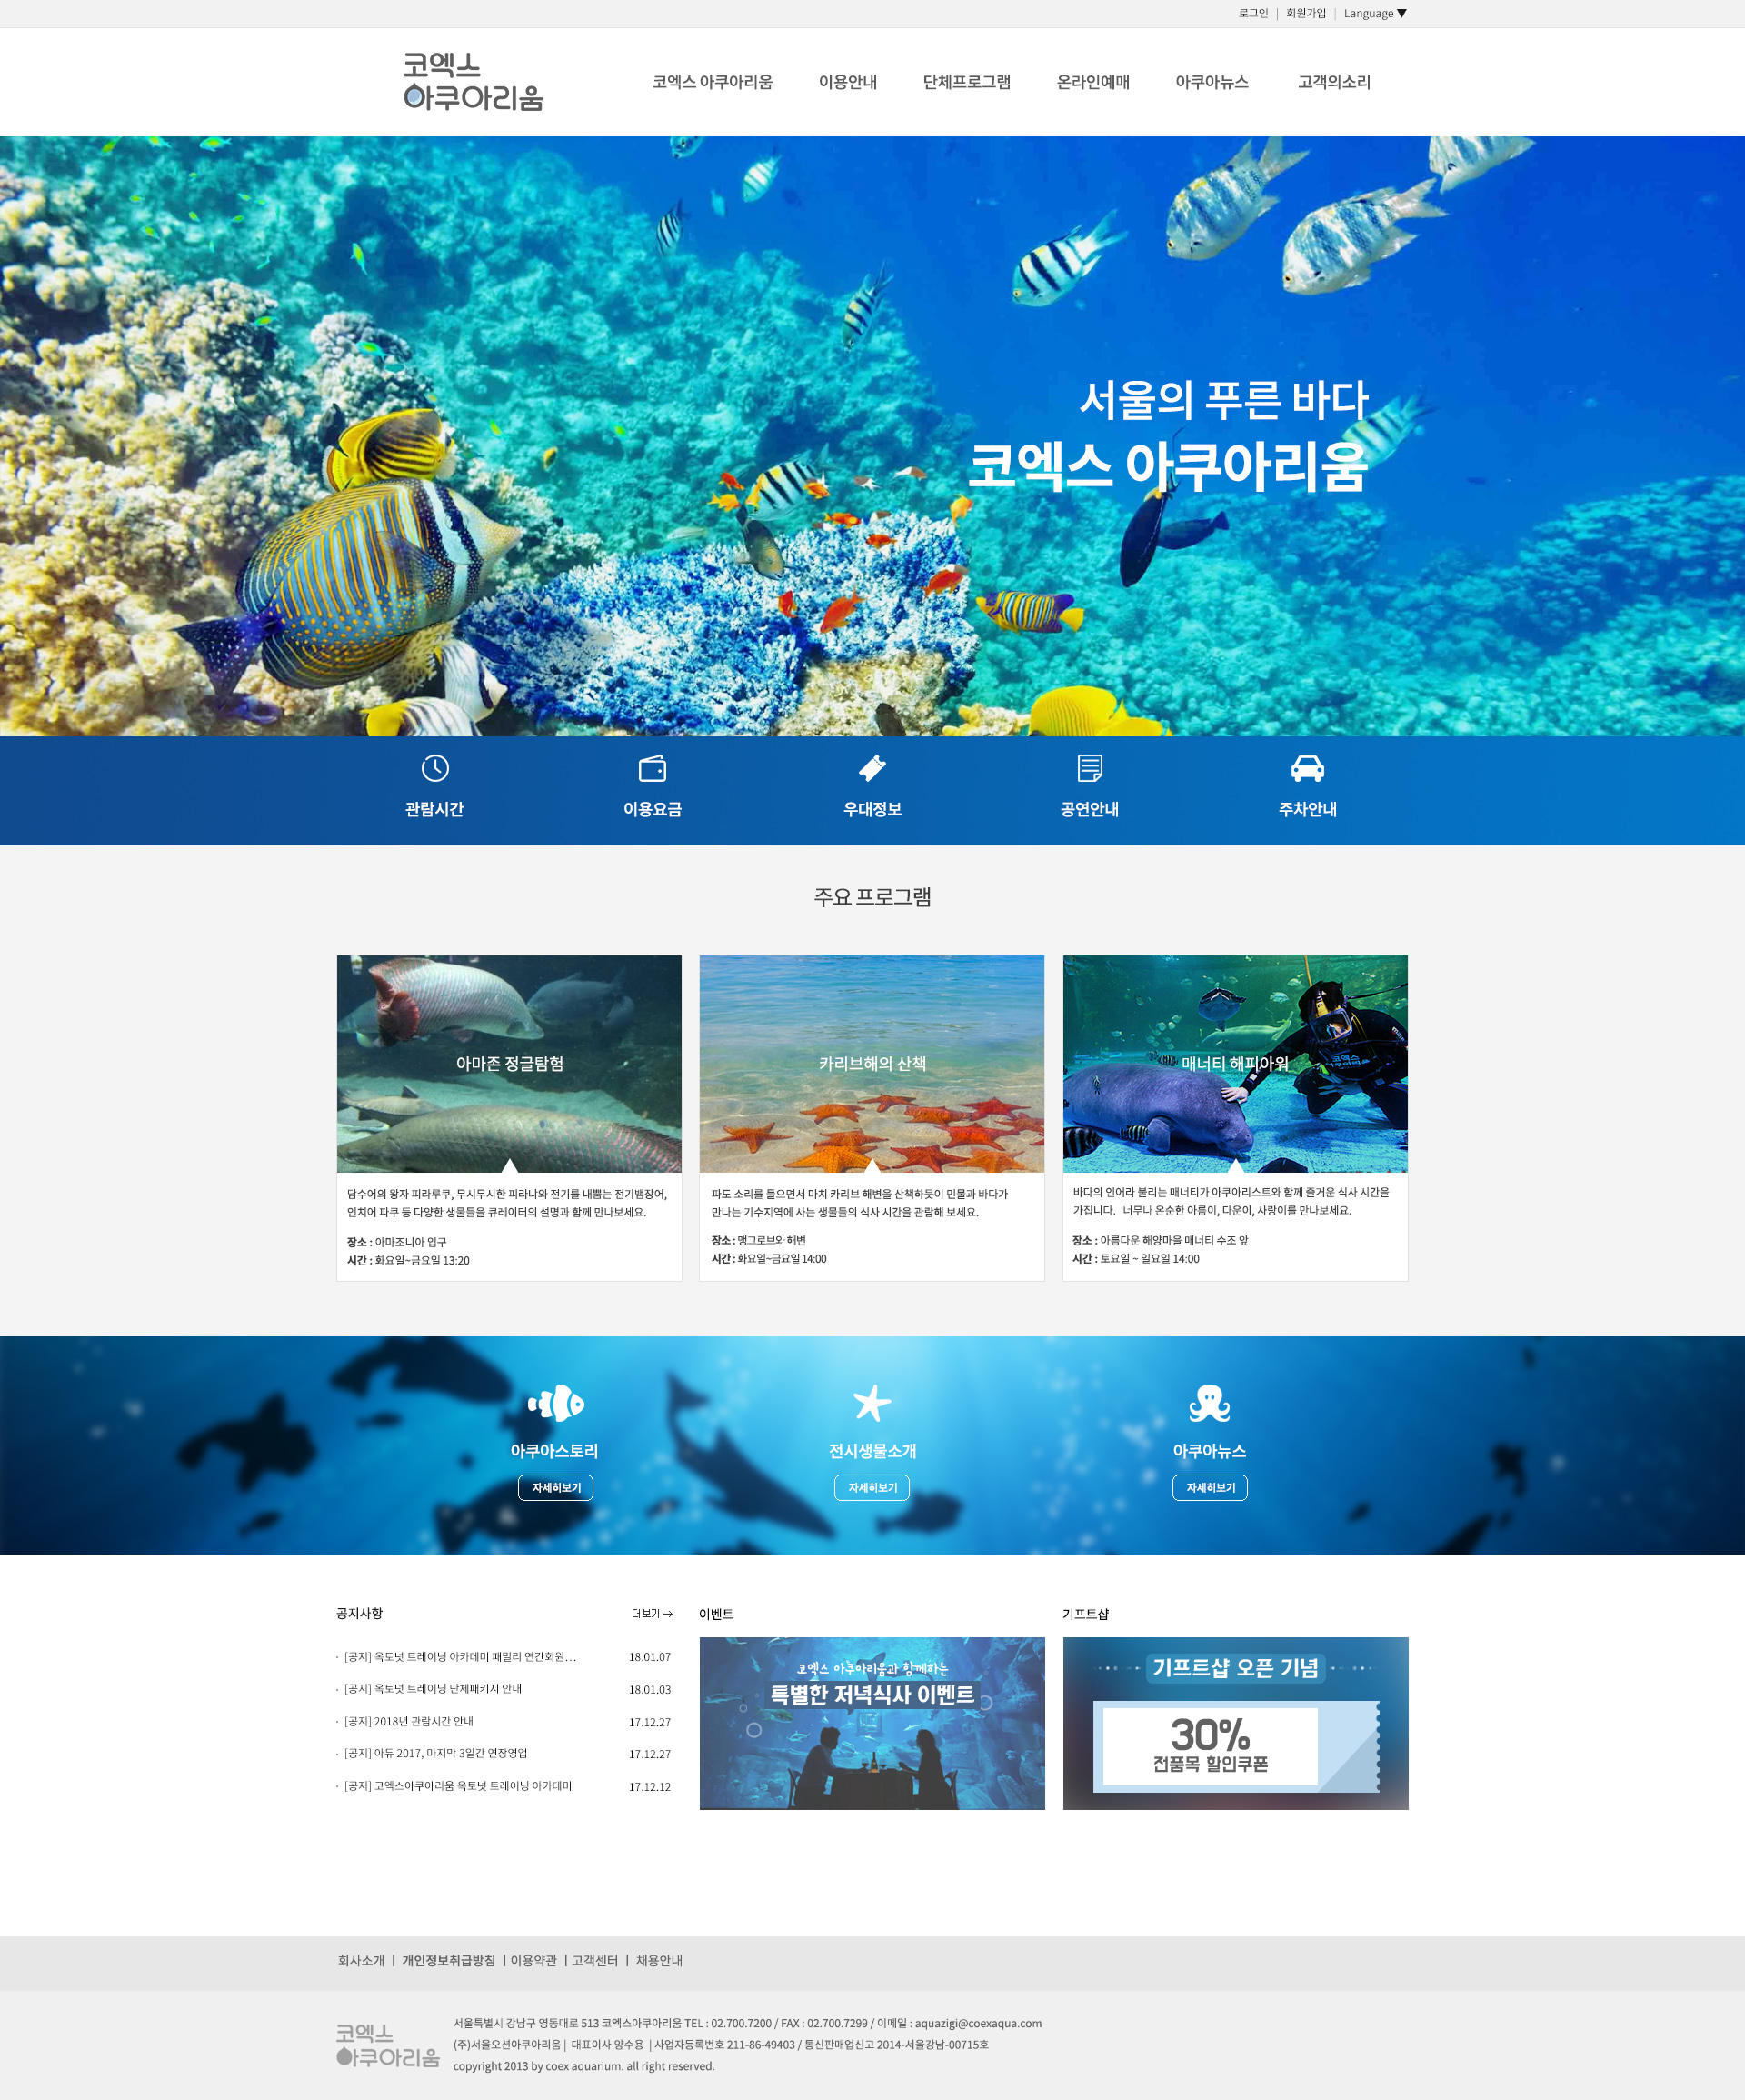 로그인 | 회원가입 | Language ▼
코엑스
아쿠아리움
코엑스 아쿠아리움 이용안내 단체프로그램 온라인예매 아쿠아뉴스 고객의소리
서울의 푸른 바다
코엑스 아쿠아리움
관람시간 이용요금 우대정보 공연안내 주차안내
주요 프로그램
아마존 정글탐험
담수어의 왕자 피라루쿠, 무시무시한 피라냐와 전기를 내뿜는 전기뱀장어,
인치어 파쿠 등 다양한 생물들을 큐레이터의 설명과 함께 만나보세요.
장소 : 아마조니아 입구
시간 : 화요일~금요일 13:20
카리브해의 산책
파도 소리를 들으면서 마치 카리브 해변을 산책하듯이 민물과 바다가
만나는 기수지역에 사는 생물들의 식사 시간을 관람해 보세요.
장소 : 맹그로브와 해변
시간 : 화요일~금요일 14:00
매너티 해피아워
바다의 인어라 불리는 매너티가 아쿠아리스트와 함께 즐거운 식사 시간을
가집니다. 너무나 온순한 아름이, 다운이, 사랑이를 만나보세요.
장소 : 아름다운 해양마을 매너티 수조 앞
시간 : 토요일 ~ 일요일 14:00
아쿠아스토리 전시생물소개 아쿠아뉴스
자세히보기 자세히보기 자세히보기
공지사항 더보기 →
· [공지] 옥토넛 트레이닝 아카데미 패밀리 연간회원... 18.01.07
· [공지] 옥토넛 트레이닝 단체패키지 안내 18.01.03
· [공지] 2018년 관람시간 안내 17.12.27
· [공지] 아듀 2017, 마지막 3일간 연장영업 17.12.27
· [공지] 코엑스아쿠아리움 옥토넛 트레이닝 아카데미 17.12.12
이벤트
코엑스 아쿠아리움과 함께하는
특별한 저녁식사 이벤트
기프트샵
기프트샵 오픈 기념
30%
전품목 할인쿠폰
회사소개 | 개인정보취급방침 | 이용약관 | 고객센터 | 채용안내
코엑스
아쿠아리움
서울특별시 강남구 영동대로 513 코엑스아쿠아리움 TEL : 02.700.7200 / FAX : 02.700.7299 / 이메일 : aquazigi@coexaqua.com
(주)서울오션아쿠아리움 | 대표이사 양수용 | 사업자등록번호 211-86-49403 / 통신판매업신고 2014-서울강남-00715호
copyright 2013 by coex aquarium. all right reserved.